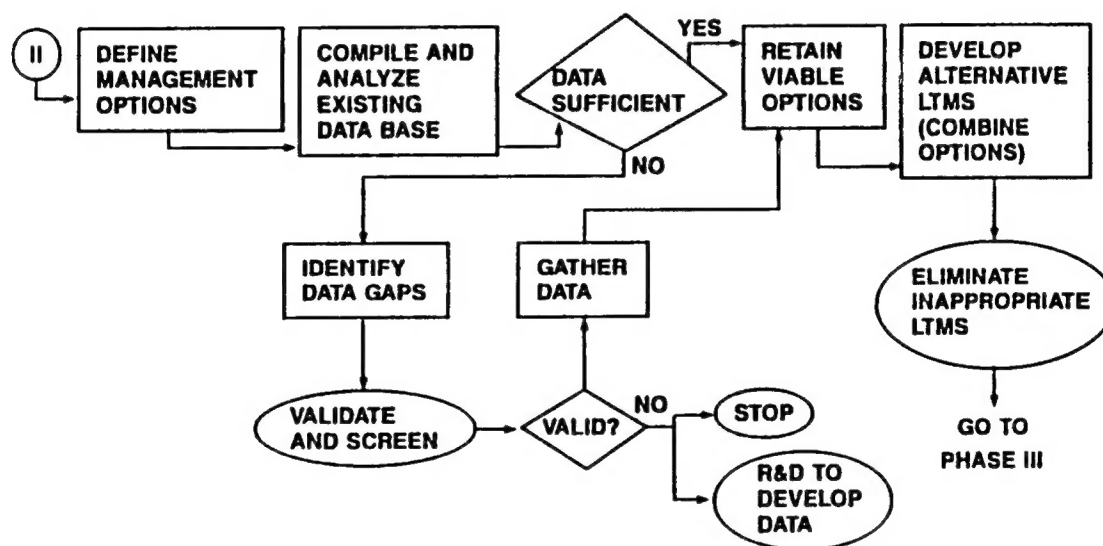 II
DEFINE
MANAGEMENT
OPTIONS
COMPILE AND
ANALYZE
EXISTING
DATA BASE
DATA
SUFFICIENT
YES
NO
RETAIN
VIABLE
OPTIONS
DEVELOP
ALTERNATIVE
LTMS
(COMBINE
OPTIONS)
IDENTIFY
DATA GAPS
GATHER
DATA
ELIMINATE
INAPPROPRIATE
LTMS
VALIDATE
AND SCREEN
VALID?
NO
STOP
R&D TO
DEVELOP
DATA
GO TO
PHASE III